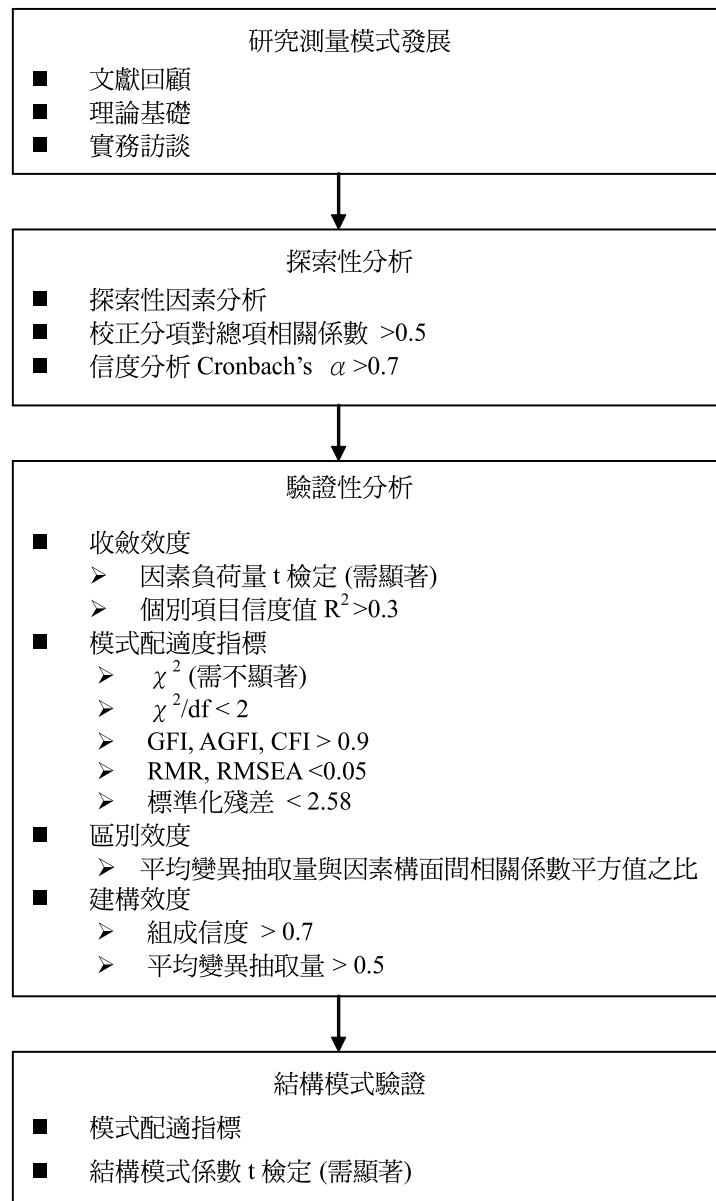 研究測量模式發展
■ 文獻回顧
■ 理論基礎
■ 實務訪談
探索性分析
■ 探索性因素分析
■ 校正分項對總項相關係數 >0.5
■ 信度分析 Cronbach's α >0.7
驗證性分析
■ 收斂效度
➢ 因素負荷量 t 檢定 (需顯著)
➢ 個別項目信度值 R² >0.3
■ 模式配適度指標
➢ χ² (需不顯著)
➢ χ²/df < 2
➢ GFI, AGFI, CFI > 0.9
➢ RMR, RMSEA <0.05
➢ 標準化殘差 < 2.58
■ 區別效度
➢ 平均變異抽取量與因素構面間相關係數平方值之比
■ 建構效度
➢ 組成信度 > 0.7
➢ 平均變異抽取量 > 0.5
結構模式驗證
■ 模式配適指標
■ 結構模式係數 t 檢定 (需顯著)